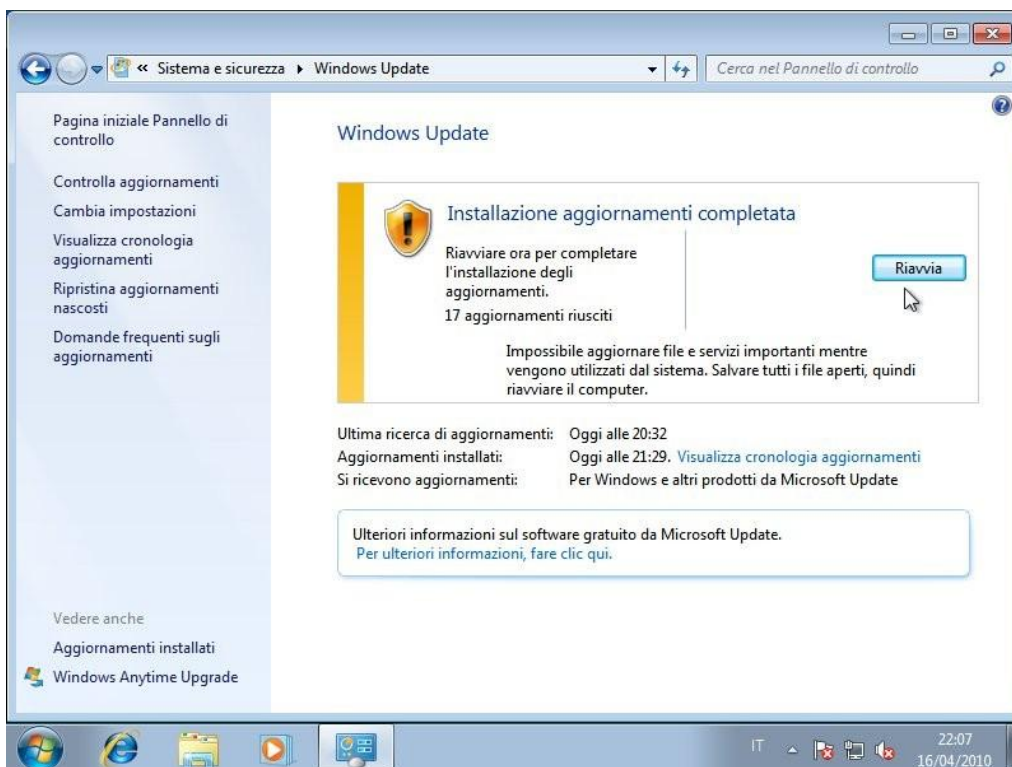 « Sistema e sicurezza ▸ Windows Update
Cerca nel Pannello di controllo
Pagina iniziale Pannello di
controllo
Controlla aggiornamenti
Cambia impostazioni
Visualizza cronologia
aggiornamenti
Ripristina aggiornamenti
nascosti
Domande frequenti sugli
aggiornamenti
Vedere anche
Aggiornamenti installati
Windows Anytime Upgrade
Windows Update
Installazione aggiornamenti completata
Riavviare ora per completare
l'installazione degli
aggiornamenti.
17 aggiornamenti riusciti
Riavvia
Impossibile aggiornare file e servizi importanti mentre
vengono utilizzati dal sistema. Salvare tutti i file aperti, quindi
riavviare il computer.
Ultima ricerca di aggiornamenti: Oggi alle 20:32
Aggiornamenti installati: Oggi alle 21:29. Visualizza cronologia aggiornamenti
Si ricevono aggiornamenti: Per Windows e altri prodotti da Microsoft Update
Ulteriori informazioni sul software gratuito da Microsoft Update.
Per ulteriori informazioni, fare clic qui.
IT
22:07
16/04/2010